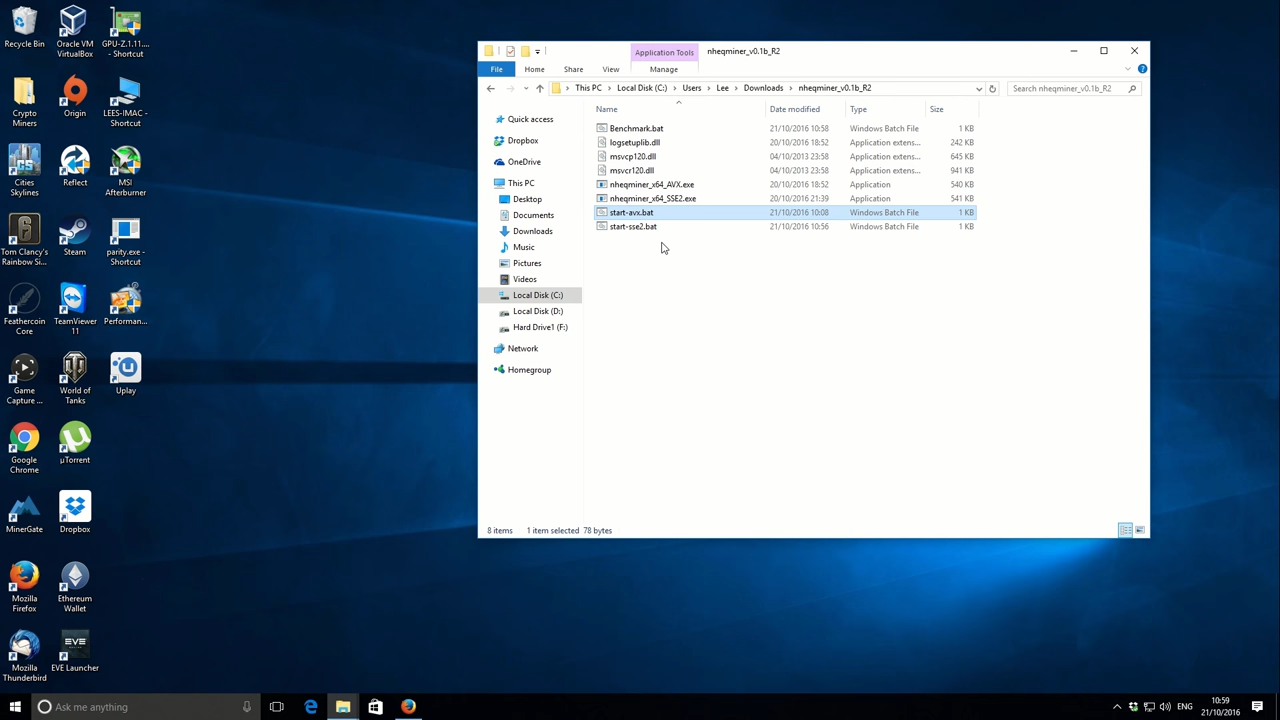 Recycle Bin
Oracle VM VirtualBox
GPU-Z.1.11.... - Shortcut
Crypto Miners
Origin
LEES-IMAC - Shortcut
Cities Skylines
Reflect
MSI Afterburner
Tom Clancy's Rainbow Si...
Steam
parity.exe - Shortcut
Feathercoin Core
TeamViewer 11
Performan...
Game Capture ...
World of Tanks
Uplay
Google Chrome
µTorrent
MinerGate
Dropbox
Mozilla Firefox
Ethereum Wallet
Mozilla Thunderbird
EVE
EVE Launcher
Application Tools
nheqminer_v0.1b_R2
File Home Share View Manage
This PC > Local Disk (C:) > Users > Lee > Downloads > nheqminer_v0.1b_R2
Search nheqminer_v0.1b_R2
Quick access
Dropbox
OneDrive
This PC
Desktop
Documents
Downloads
Music
Pictures
Videos
Local Disk (C:)
Local Disk (D:)
Hard Drive1 (F:)
Network
Homegroup
Name Date modified Type Size
Benchmark.bat 21/10/2016 10:58 Windows Batch File 1 KB
logsetuplib.dll 20/10/2016 18:52 Application extens... 242 KB
msvcp120.dll 04/10/2013 23:58 Application extens... 645 KB
msvcr120.dll 04/10/2013 23:58 Application extens... 941 KB
nheqminer_x64_AVX.exe 20/10/2016 18:52 Application 540 KB
nheqminer_x64_SSE2.exe 20/10/2016 21:39 Application 541 KB
start-avx.bat 21/10/2016 10:08 Windows Batch File 1 KB
start-sse2.bat 21/10/2016 10:56 Windows Batch File 1 KB
8 items 1 item selected 78 bytes
Ask me anything
ENG
10:59
21/10/2016